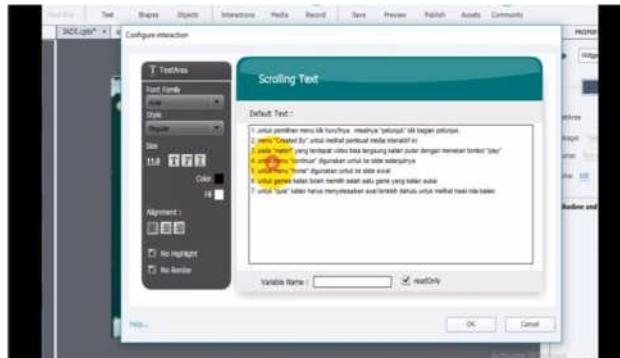 Text Shapes Objects Interactions Media Record Save Preview Publish Assets Community
Configure interaction
TextArea
Scrolling Text
Font Family
Style :
Default Text :
1. untuk pemilihan menu klik hurufnya. misalnya "petunjuk" klik bagian petunjuk.
2. menu "Created By" untuk melihat pembuat media interaktif ini
3. pada "materi" yang terdapat video bisa langsung kalian putar dengan menekan tombol "play"
4. untuk menu "continue" digunakan untuk ke slide selanjutnya
5. untuk menu "home" digunakan untuk ke slide awal
6. untuk games kalian boleh memilih salah satu game yang kalian sukai
7. untuk "quis" kalian harus menyelesaikan soal terlebih dahulu untuk melihat hasil nilai kalian
Size
11.0 T T T
Color
Fill
Alignment :
No Highlight
No Border
Variable Name : readOnly
Help...
OK Cancel